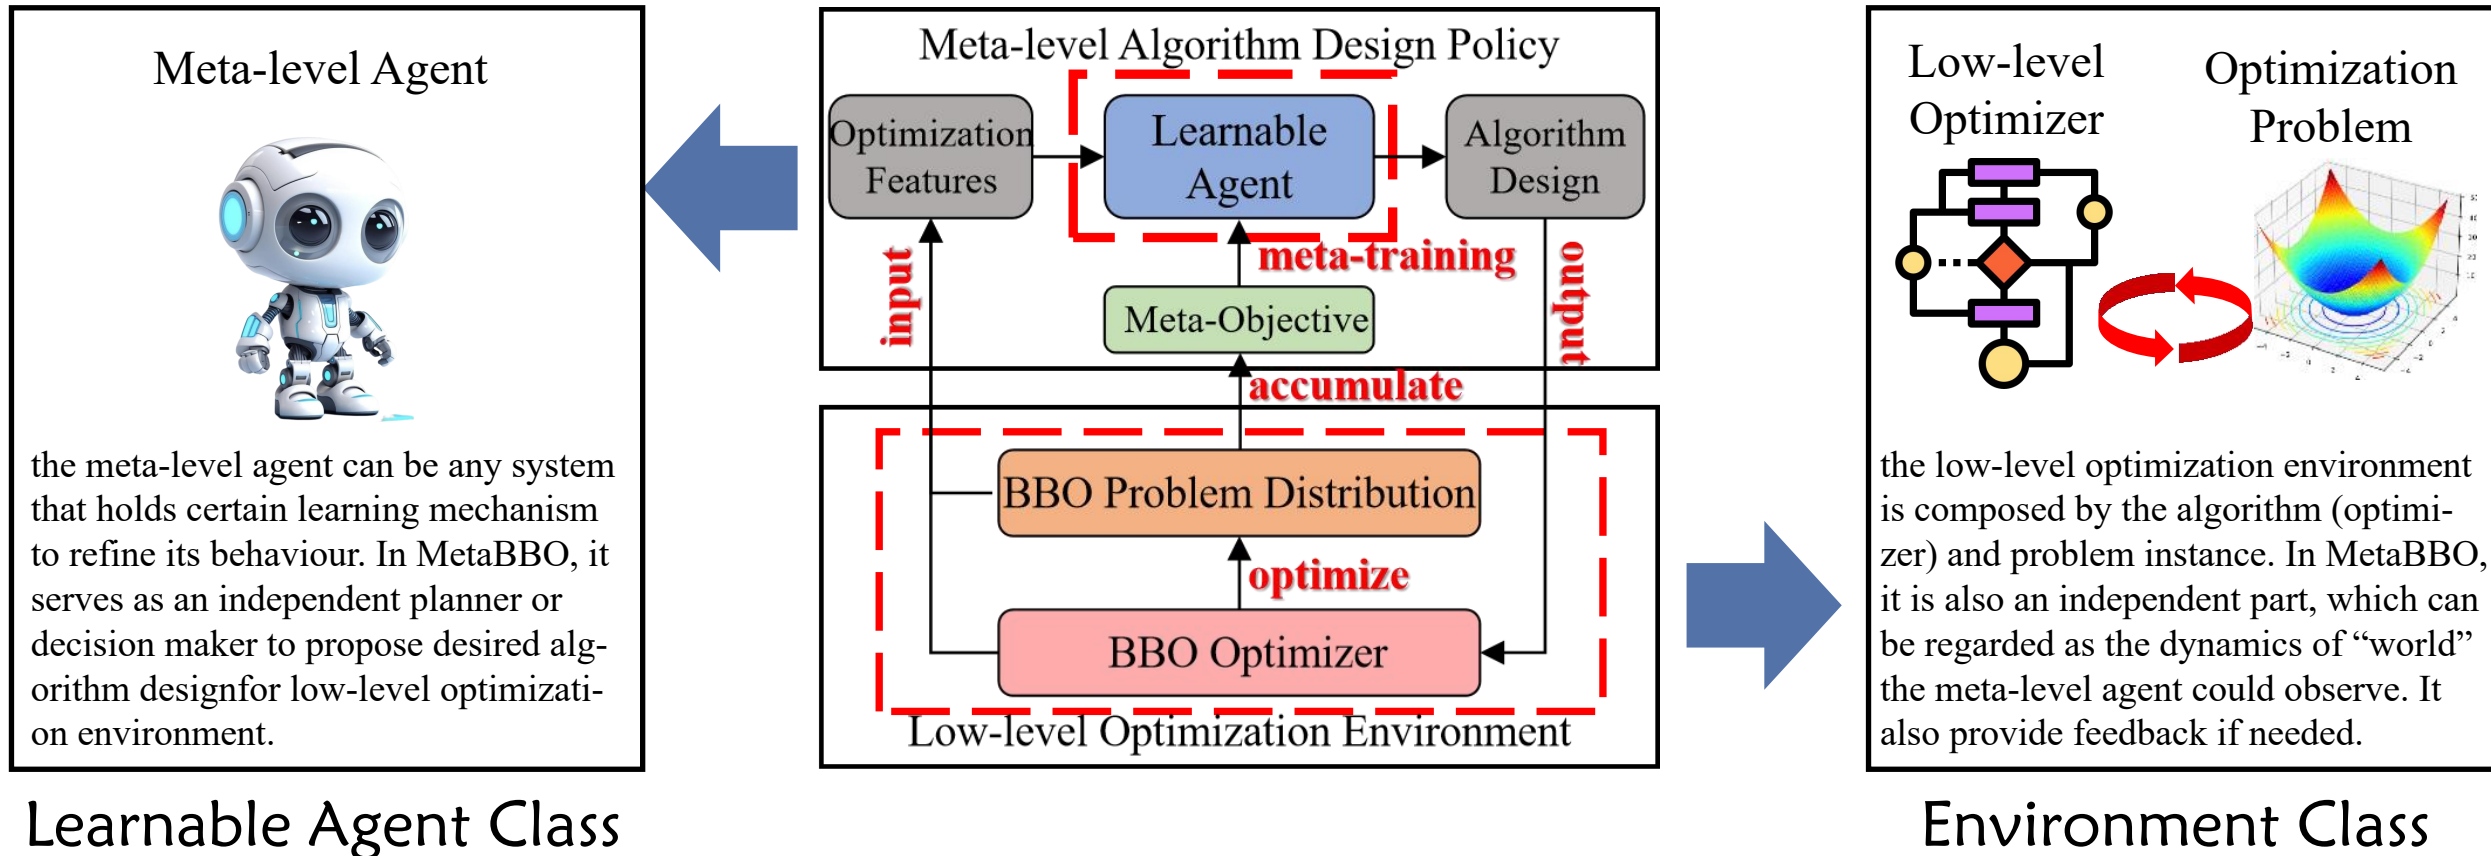 Meta-level Agent
the meta-level agent can be any system
that holds certain learning mechanism
to refine its behaviour. In MetaBBO, it
serves as an independent planner or
decision maker to propose desired alg-
orithm designfor low-level optimizati-
on environment.
Learnable Agent Class
Meta-level Algorithm Design Policy
Optimization
Features
Learnable
Agent
Algorithm
Design
input
meta-training
output
Meta-Objective
accumulate
BBO Problem Distribution
optimize
BBO Optimizer
Low-level Optimization Environment
Low-level
Optimizer
Optimization
Problem
the low-level optimization environment
is composed by the algorithm (optimi-
zer) and problem instance. In MetaBBO,
it is also an independent part, which can
be regarded as the dynamics of “world”
the meta-level agent could observe. It
also provide feedback if needed.
Environment Class